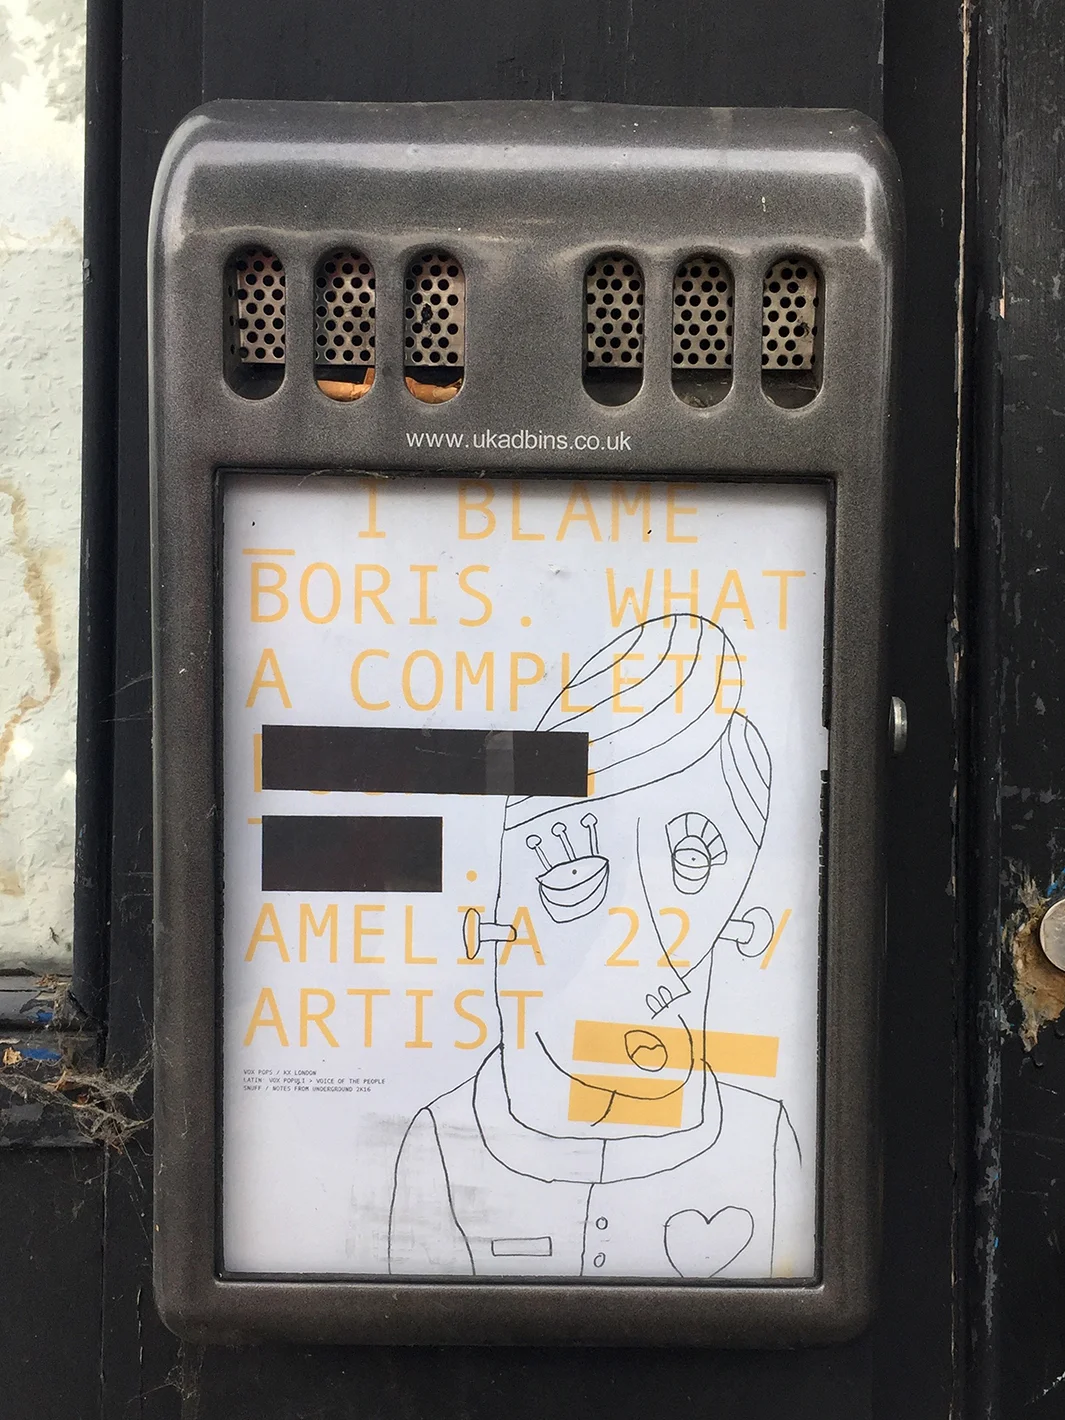 www.ukadbins.co.uk
I BLAME
BORIS. WHAT
A COMPLETE
.
AMELIA 22 /
ARTIST
VOX POPS / KX LONDON
LATIN: VOX POPULI > VOICE OF THE PEOPLE
SNUFF / NOTES FROM UNDERGROUND 2K16